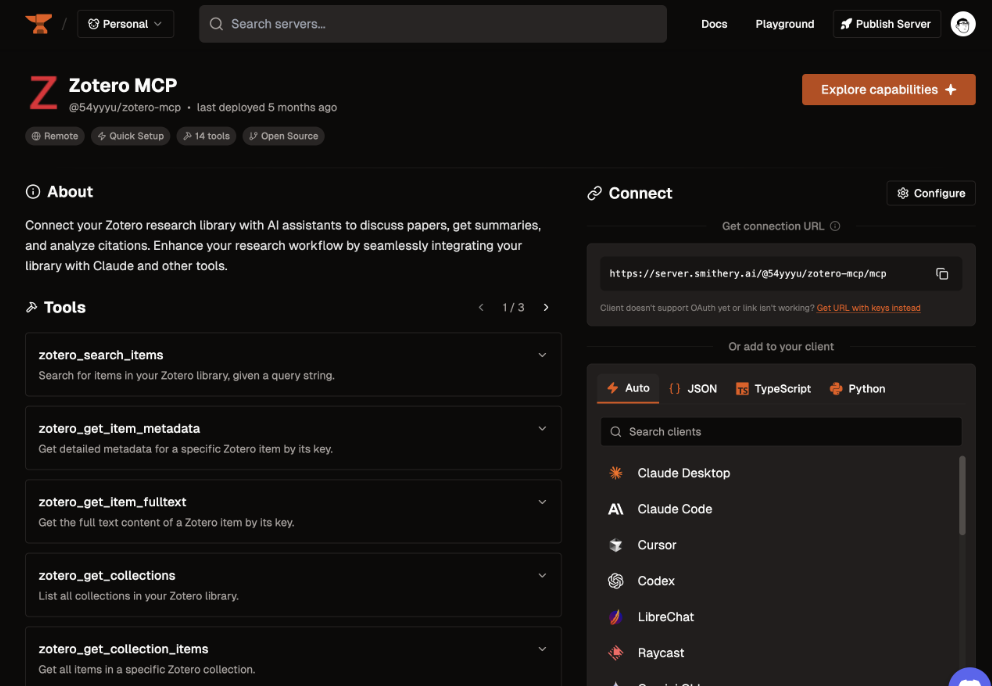 /
Personal
Search servers...
Docs
Playground
Publish Server
Z
Zotero MCP
@54yyyu/zotero-mcp • last deployed 5 months ago
Explore capabilities
Remote
Quick Setup
14 tools
Open Source
About
Connect your Zotero research library with AI assistants to discuss papers, get summaries,
and analyze citations. Enhance your research workflow by seamlessly integrating your
library with Claude and other tools.
Tools
1 / 3
zotero_search_items
Search for items in your Zotero library, given a query string.
zotero_get_item_metadata
Get detailed metadata for a specific Zotero item by its key.
zotero_get_item_fulltext
Get the full text content of a Zotero item by its key.
zotero_get_collections
List all collections in your Zotero library.
zotero_get_collection_items
Get all items in a specific Zotero collection.
Connect
Configure
Get connection URL
https://server.smithery.ai/@54yyyu/zotero-mcp/mcp
Client doesn't support OAuth yet or link isn't working? Get URL with keys instead
Or add to your client
Auto
{ } JSON
TS TypeScript
Python
Search clients
Claude Desktop
Claude Code
Cursor
Codex
LibreChat
Raycast